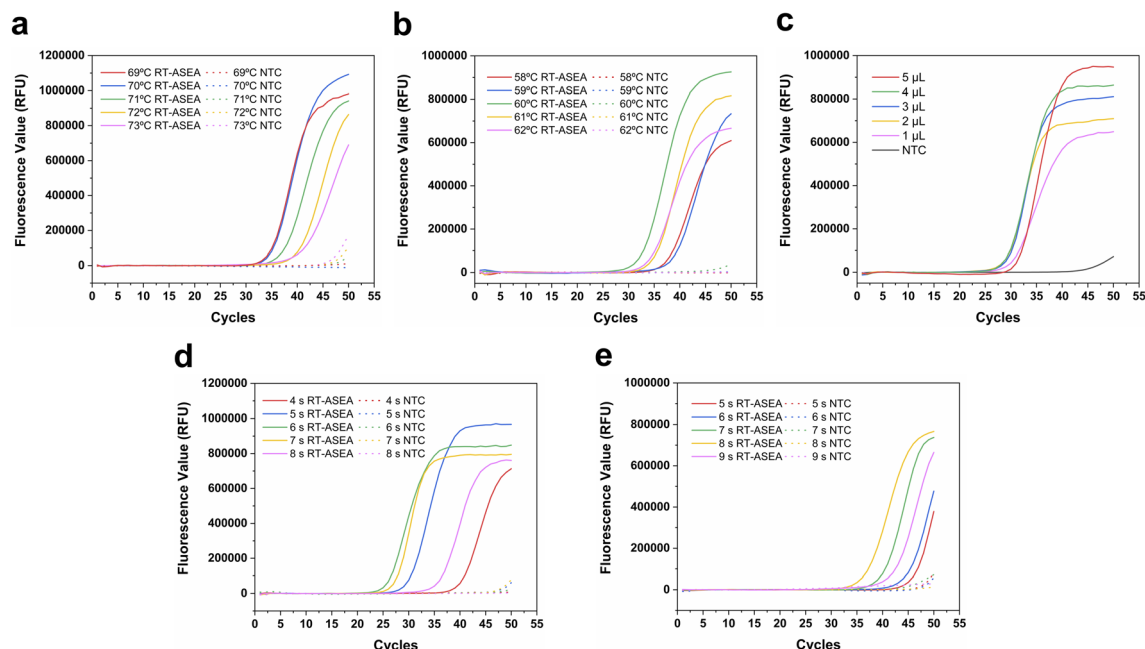 a
Fluorescence Value (RFU)
1200000
1000000
800000
600000
400000
200000
0
69ºC RT-ASEA 69ºC NTC
70ºC RT-ASEA 70ºC NTC
71ºC RT-ASEA 71ºC NTC
72ºC RT-ASEA 72ºC NTC
73ºC RT-ASEA 73ºC NTC
0 5 10 15 20 25 30 35 40 45 50 55
Cycles
b
Fluorescence Value (RFU)
1000000
800000
600000
400000
200000
0
58ºC RT-ASEA 58ºC NTC
59ºC RT-ASEA 59ºC NTC
60ºC RT-ASEA 60ºC NTC
61ºC RT-ASEA 61ºC NTC
62ºC RT-ASEA 62ºC NTC
0 5 10 15 20 25 30 35 40 45 50 55
Cycles
c
Fluorescence Value (RFU)
1000000
800000
600000
400000
200000
0
5 µL
4 µL
3 µL
2 µL
1 µL
NTC
0 5 10 15 20 25 30 35 40 45 50 55
Cycles
d
Fluorescence Value (RFU)
1200000
1000000
800000
600000
400000
200000
0
4 s RT-ASEA 4 s NTC
5 s RT-ASEA 5 s NTC
6 s RT-ASEA 6 s NTC
7 s RT-ASEA 7 s NTC
8 s RT-ASEA 8 s NTC
0 5 10 15 20 25 30 35 40 45 50 55
Cycles
e
Fluorescence Value (RFU)
1000000
800000
600000
400000
200000
0
5 s RT-ASEA 5 s NTC
6 s RT-ASEA 6 s NTC
7 s RT-ASEA 7 s NTC
8 s RT-ASEA 8 s NTC
9 s RT-ASEA 9 s NTC
0 5 10 15 20 25 30 35 40 45 50 55
Cycles